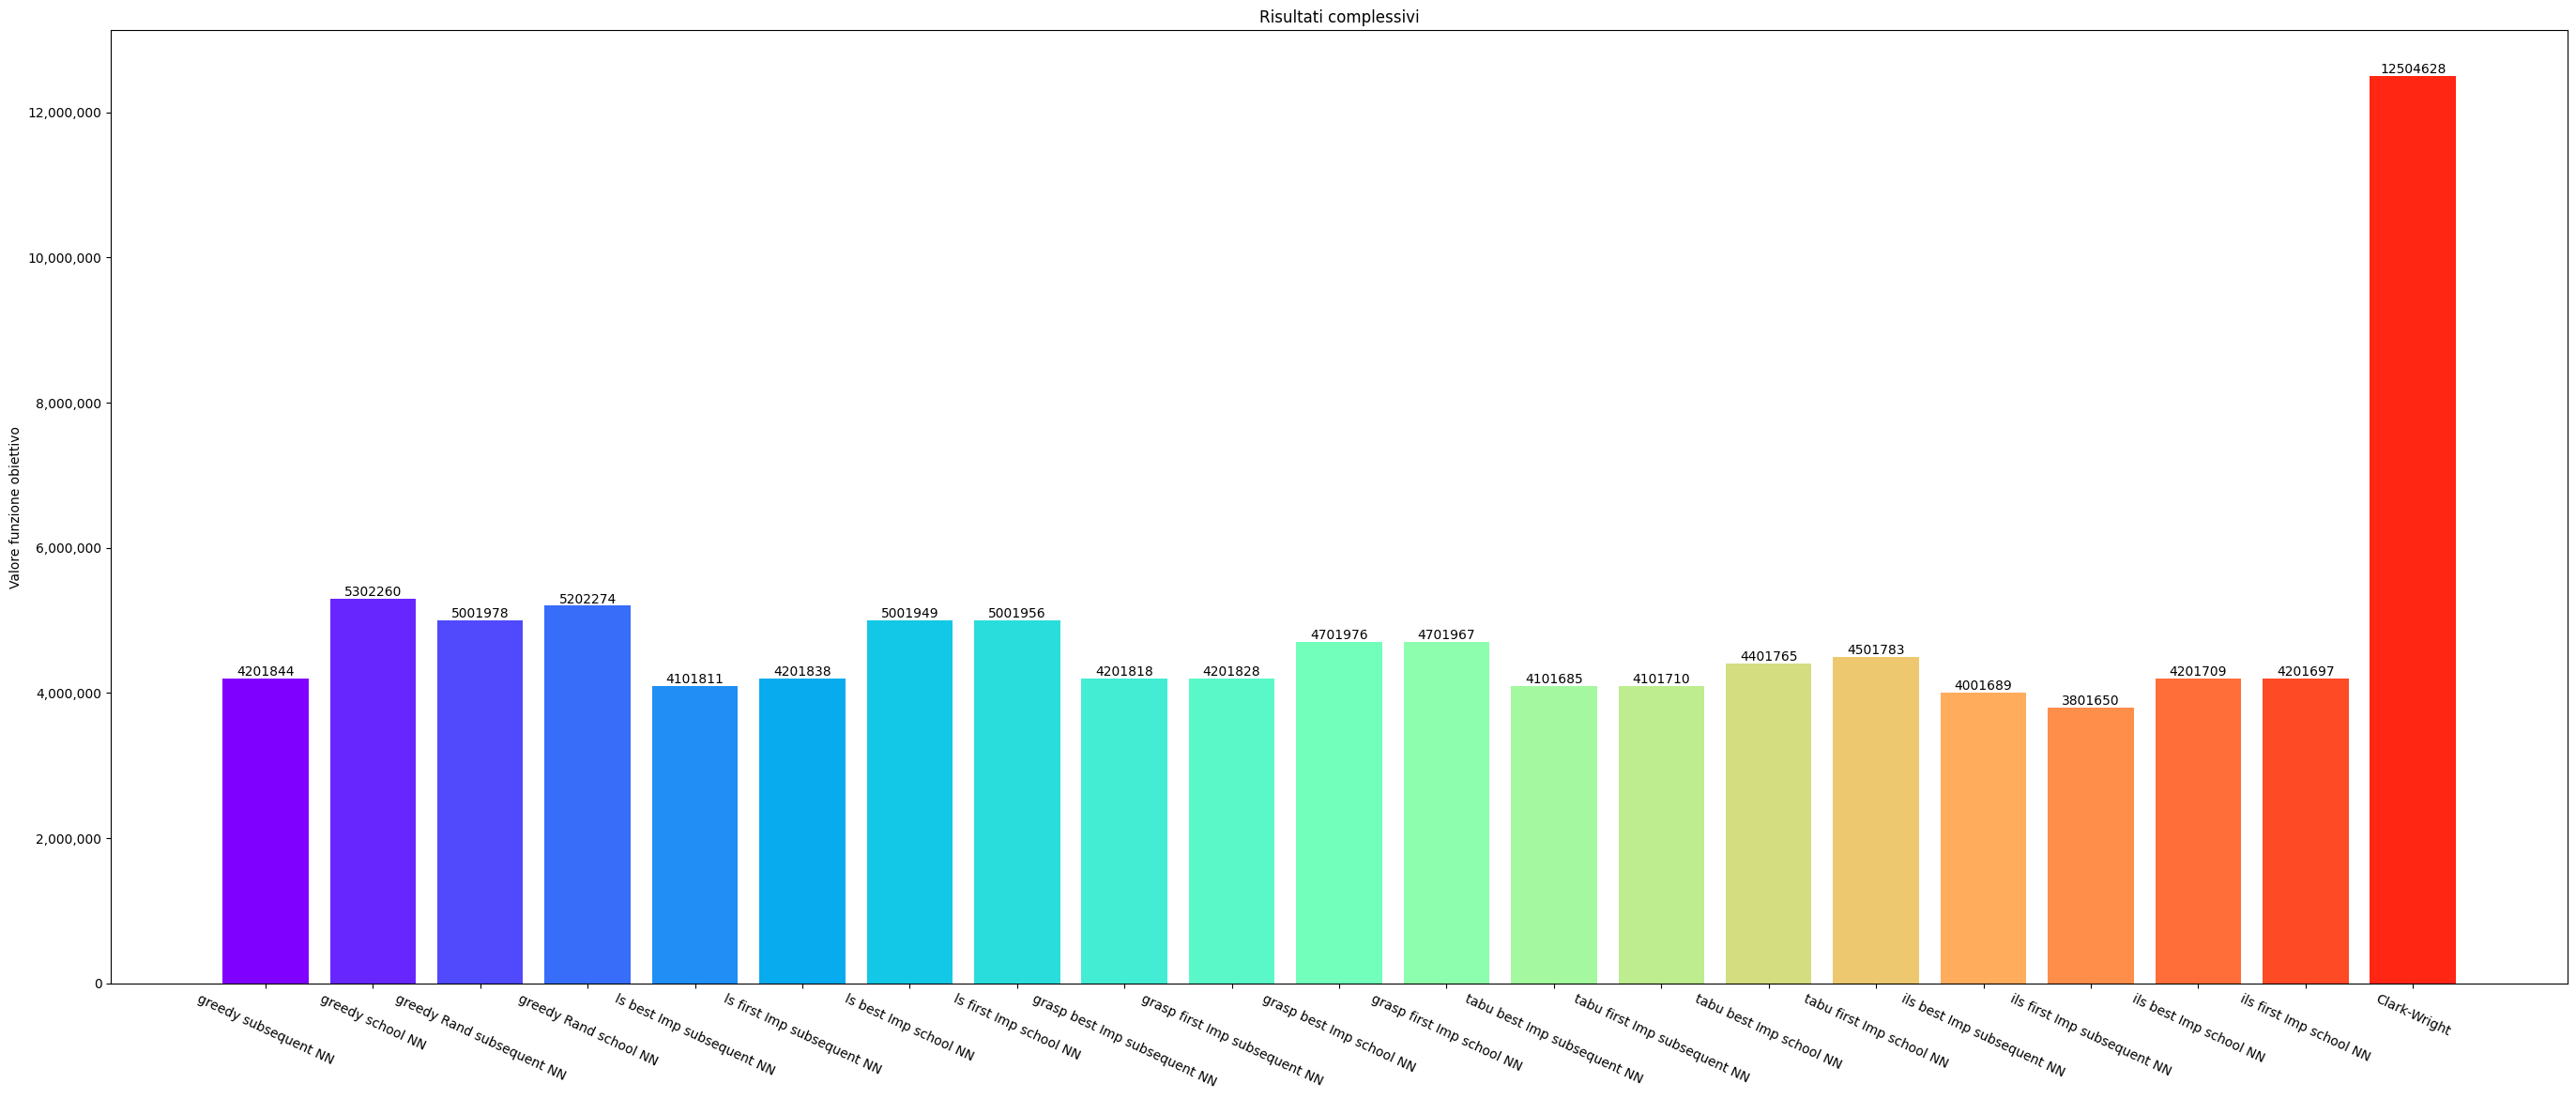 Risultati complessivi
Valore funzione obiettivo
12,000,000
10,000,000
8,000,000
6,000,000
4,000,000
2,000,000
0
4201844
5302260
5001978
5202274
4101811
4201838
5001949
5001956
4201818
4201828
4701976
4701967
4101685
4101710
4401765
4501783
4001689
3801650
4201709
4201697
12504628
greedy subsequent NN
greedy school NN
greedy Rand subsequent NN
greedy Rand school NN
ls best Imp subsequent NN
ls first Imp subsequent NN
ls best Imp school NN
ls first Imp school NN
grasp best Imp subsequent NN
grasp first Imp subsequent NN
grasp best Imp school NN
grasp first Imp school NN
tabu best Imp subsequent NN
tabu first Imp subsequent NN
tabu best Imp school NN
tabu first Imp school NN
ils best Imp subsequent NN
ils first Imp subsequent NN
ils best Imp school NN
ils first Imp school NN
Clark-Wright